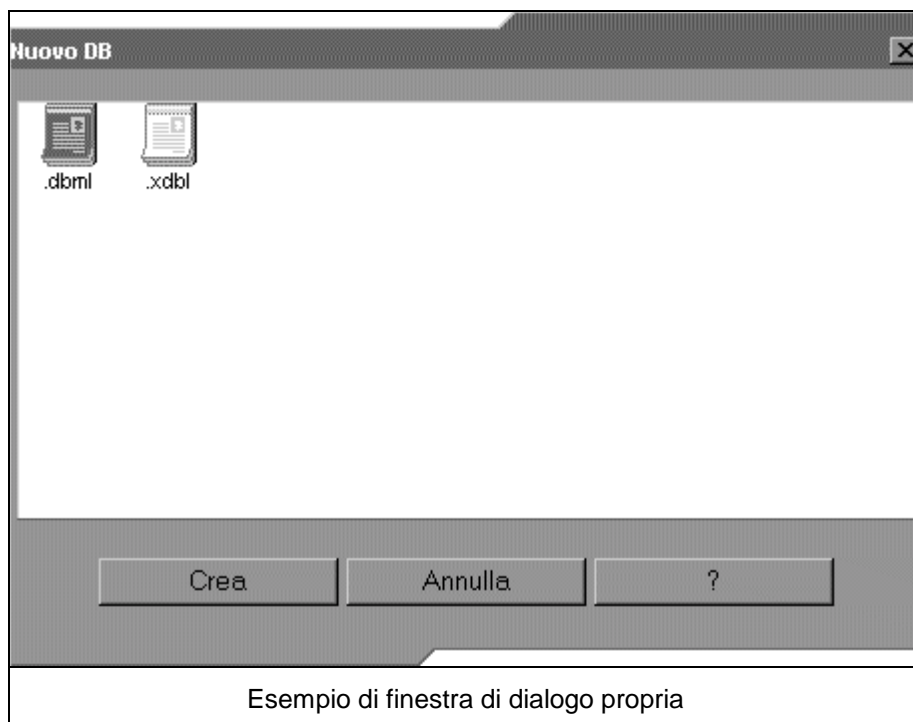 Nuovo DB
.dbml .xdbl
Crea Annulla ?
Esempio di finestra di dialogo propria